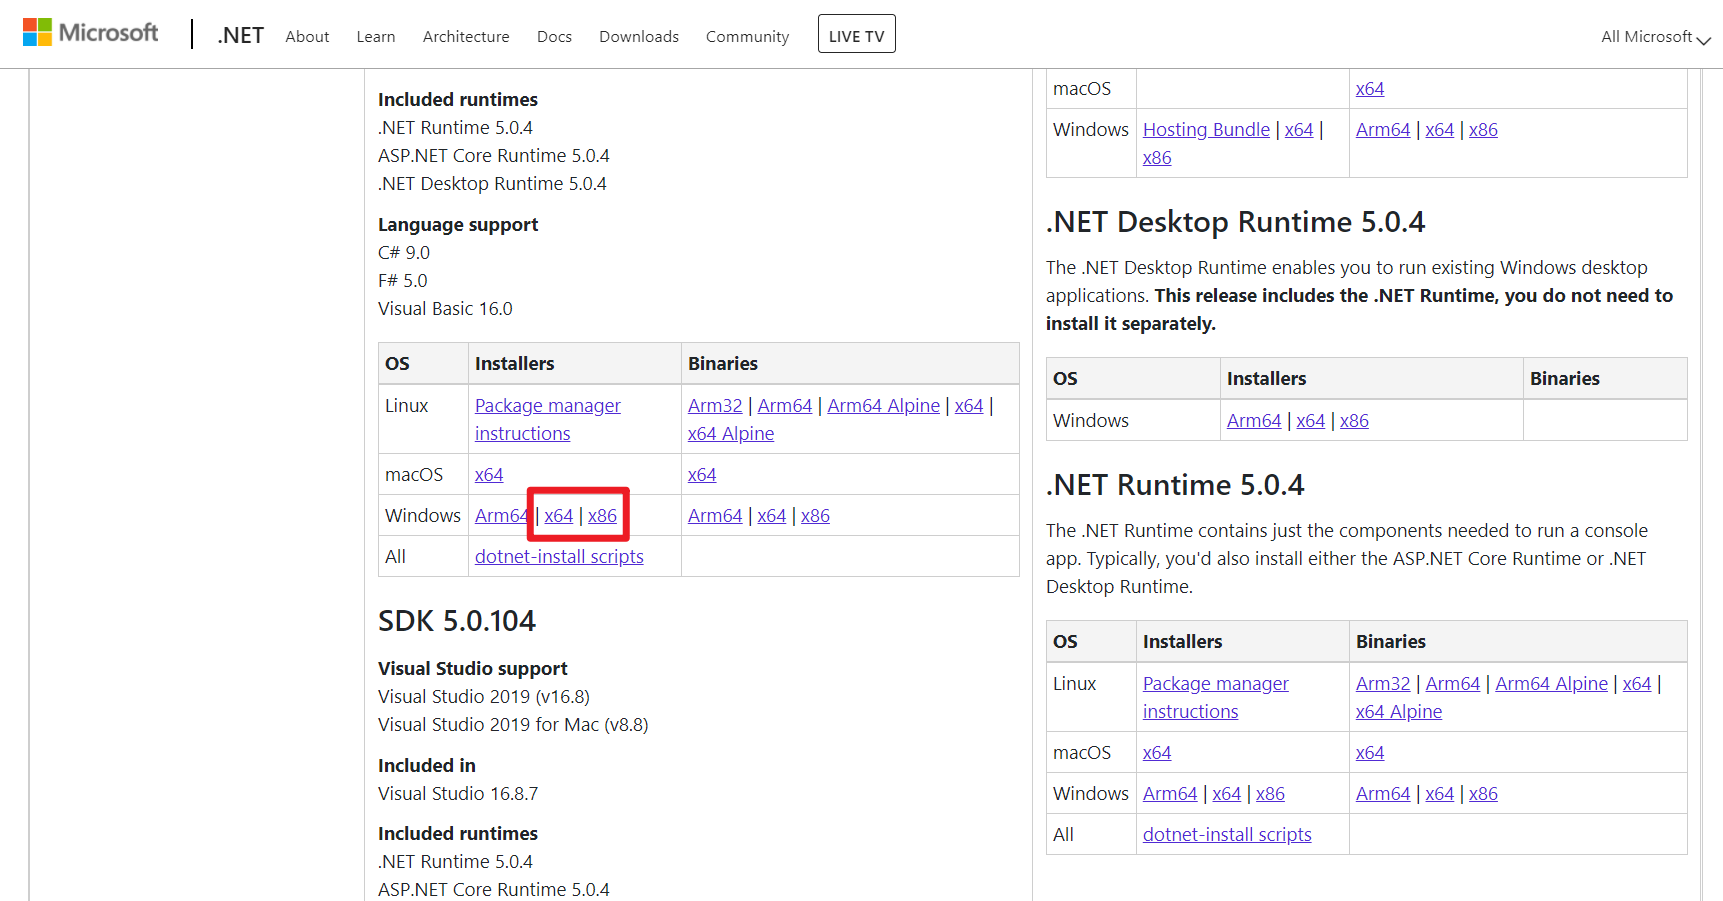 Microsoft | .NET About Learn Architecture Docs Downloads Community LIVE TV All Microsoft
Included runtimes
.NET Runtime 5.0.4
ASP.NET Core Runtime 5.0.4
.NET Desktop Runtime 5.0.4
Language support
C# 9.0
F# 5.0
Visual Basic 16.0
OS Installers Binaries
Linux Package manager instructions Arm32 | Arm64 | Arm64 Alpine | x64 |
x64 Alpine
macOS x64 x64
Windows Arm64 | x64 | x86 Arm64 | x64 | x86
All dotnet-install scripts
SDK 5.0.104
Visual Studio support
Visual Studio 2019 (v16.8)
Visual Studio 2019 for Mac (v8.8)
Included in
Visual Studio 16.8.7
Included runtimes
.NET Runtime 5.0.4
ASP.NET Core Runtime 5.0.4
macOS x64
Windows Hosting Bundle | x64 | Arm64 | x64 | x86
x86
.NET Desktop Runtime 5.0.4
The .NET Desktop Runtime enables you to run existing Windows desktop
applications. This release includes the .NET Runtime, you do not need to
install it separately.
OS Installers Binaries
Windows Arm64 | x64 | x86
.NET Runtime 5.0.4
The .NET Runtime contains just the components needed to run a console
app. Typically, you'd also install either the ASP.NET Core Runtime or .NET
Desktop Runtime.
OS Installers Binaries
Linux Package manager instructions Arm32 | Arm64 | Arm64 Alpine | x64 |
x64 Alpine
macOS x64 x64
Windows Arm64 | x64 | x86 Arm64 | x64 | x86
All dotnet-install scripts